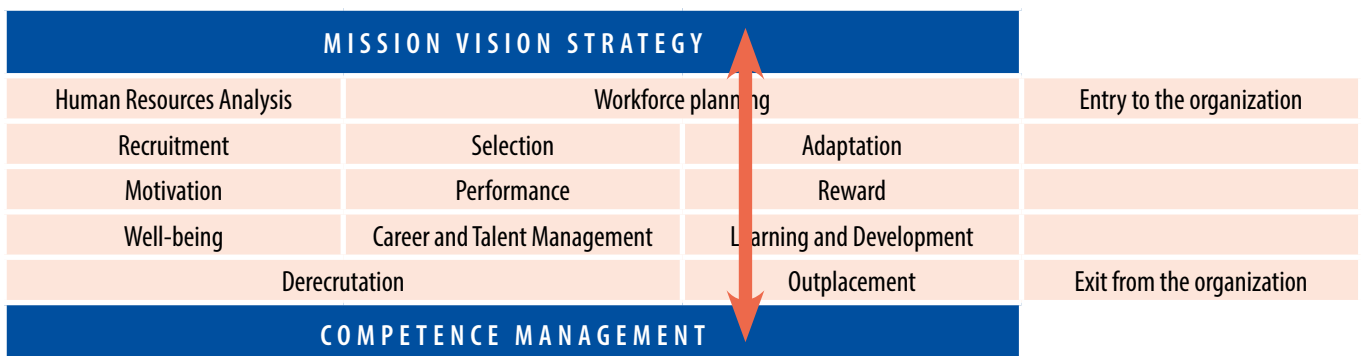 MISSION VISION STRATEGY
Human Resources Analysis Workforce planning Entry to the organization
Recruitment Selection Adaptation
Motivation Performance Reward
Well-being Career and Talent Management Learning and Development
Derecrutation Outplacement Exit from the organization
COMPETENCE MANAGEMENT